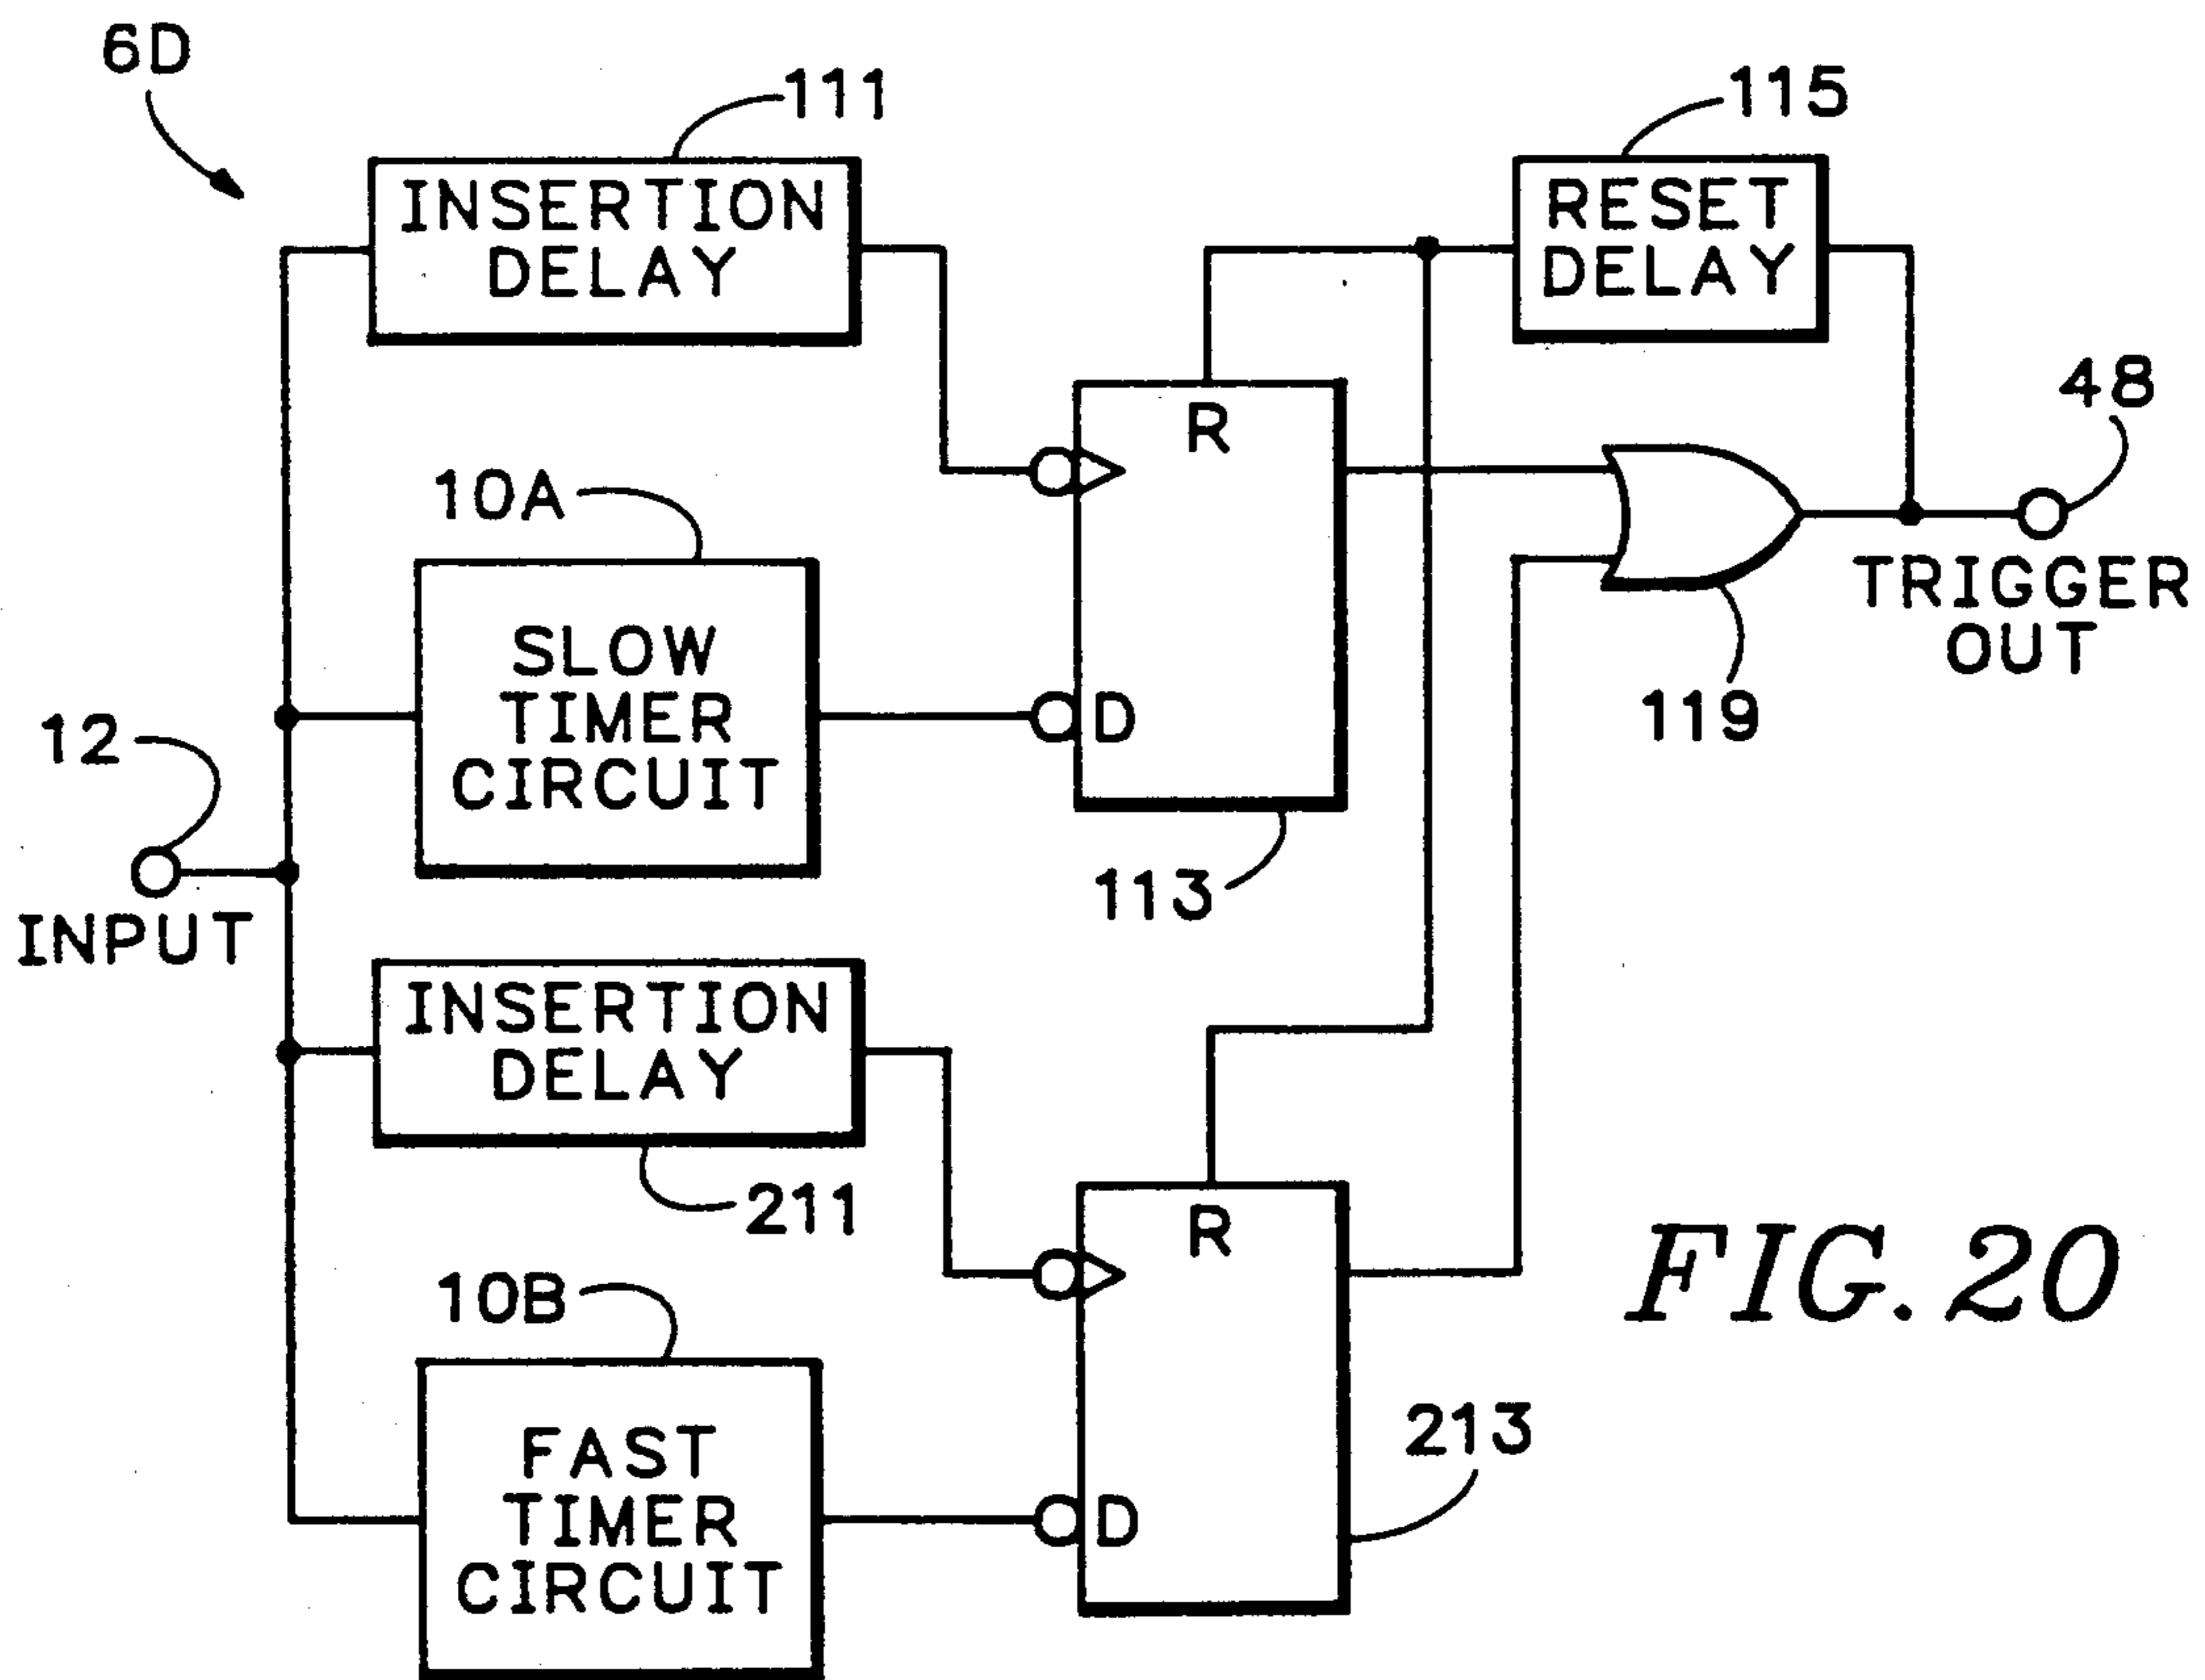 6D
111
115
INSERTION
DELAY
RESET
DELAY
48
R
10A
SLOW
TIMER
CIRCUIT
D
TRIGGER
OUT
119
12
INPUT
113
INSERTION
DELAY
211
R
10B
FAST
TIMER
CIRCUIT
D
213
FIG. 20